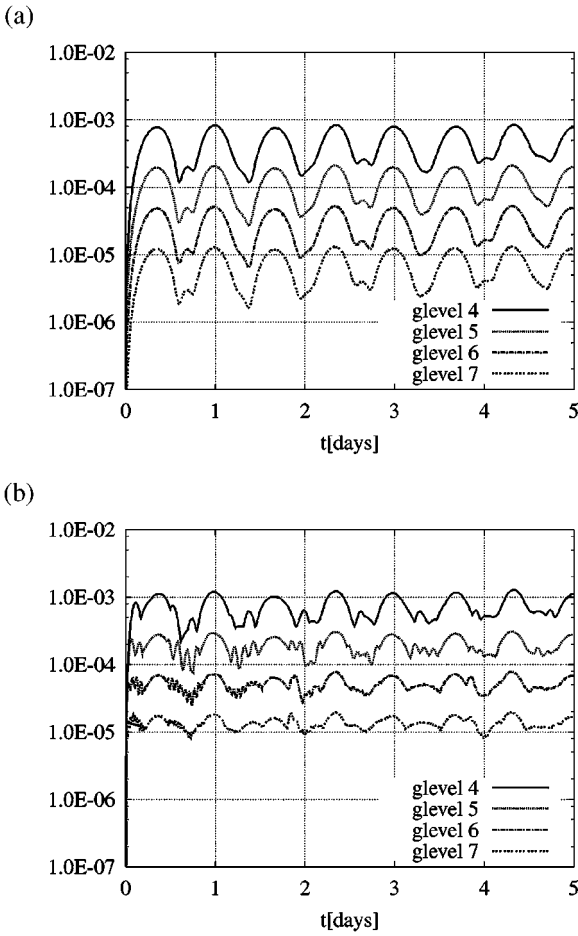 (a)
1.0E-02
1.0E-03
1.0E-04
1.0E-05
1.0E-06
1.0E-07
glevel 4
glevel 5
glevel 6
glevel 7
0 1 2 3 4 5
t[days]
(b)
1.0E-02
1.0E-03
1.0E-04
1.0E-05
1.0E-06
1.0E-07
glevel 4
glevel 5
glevel 6
glevel 7
0 1 2 3 4 5
t[days]